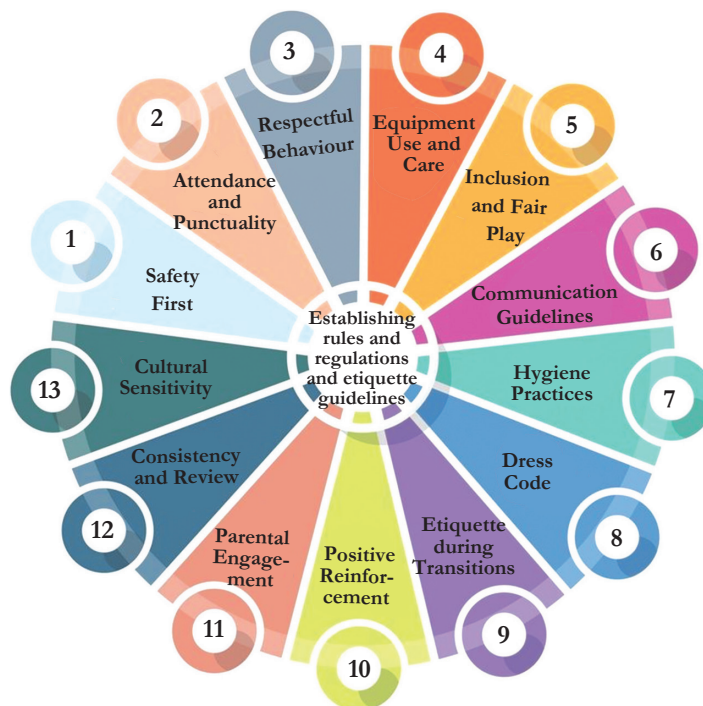 1
Safety
First
2
Attendance
and
Punctuality
3
Respectful
Behaviour
4
Equipment
Use and
Care
5
Inclusion
and Fair
Play
6
Communication
Guidelines
7
Hygiene
Practices
8
Dress
Code
9
Etiquette
during
Transitions
10
Positive
Reinfor-
cement
11
Parental
Engage-
ment
12
Consistency
and Review
13
Cultural
Sensitivity
Establishing
rules and
regulations
and etiquette
guidelines